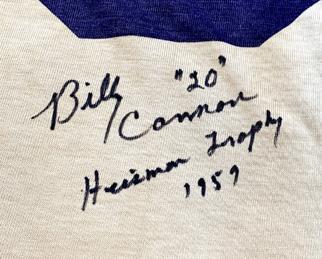 Billy "20"
Cannon
Heisman Trophy
1959